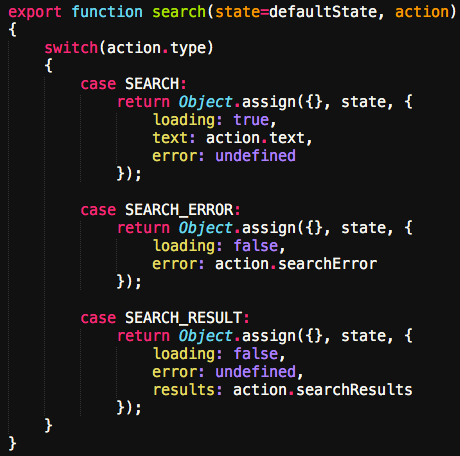 export function search(state=defaultState, action)
{
    switch(action.type)
    {
        case SEARCH:
            return Object.assign({}, state, {
                loading: true,
                text: action.text,
                error: undefined
            });

        case SEARCH_ERROR:
            return Object.assign({}, state, {
                loading: false,
                error: action.searchError
            });

        case SEARCH_RESULT:
            return Object.assign({}, state, {
                loading: false,
                error: undefined,
                results: action.searchResults
            });
    }
}